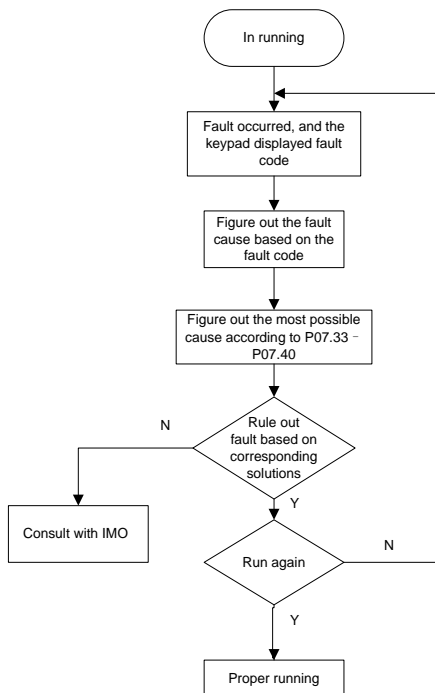 In running
Fault occurred, and the
keypad displayed fault
code
Figure out the fault
cause based on the
fault code
Figure out the most possible
cause according to P07.33－
P07.40
N
Rule out
fault based on
corresponding
solutions
Y
Consult with IMO
Run again
N
Y
Proper running